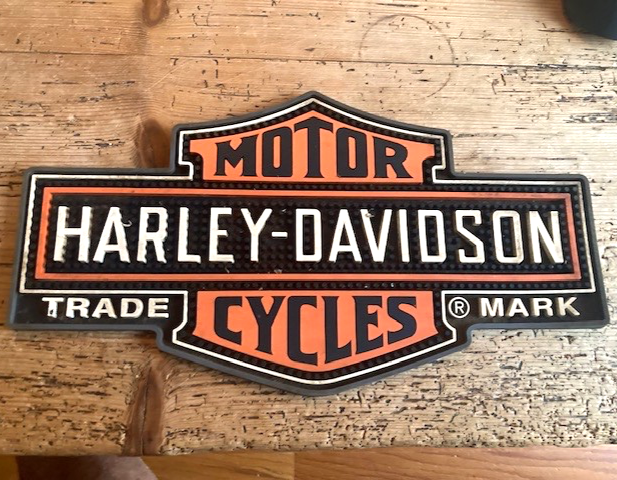 MOTOR
HARLEY-DAVIDSON
TRADE CYCLES ® MARK